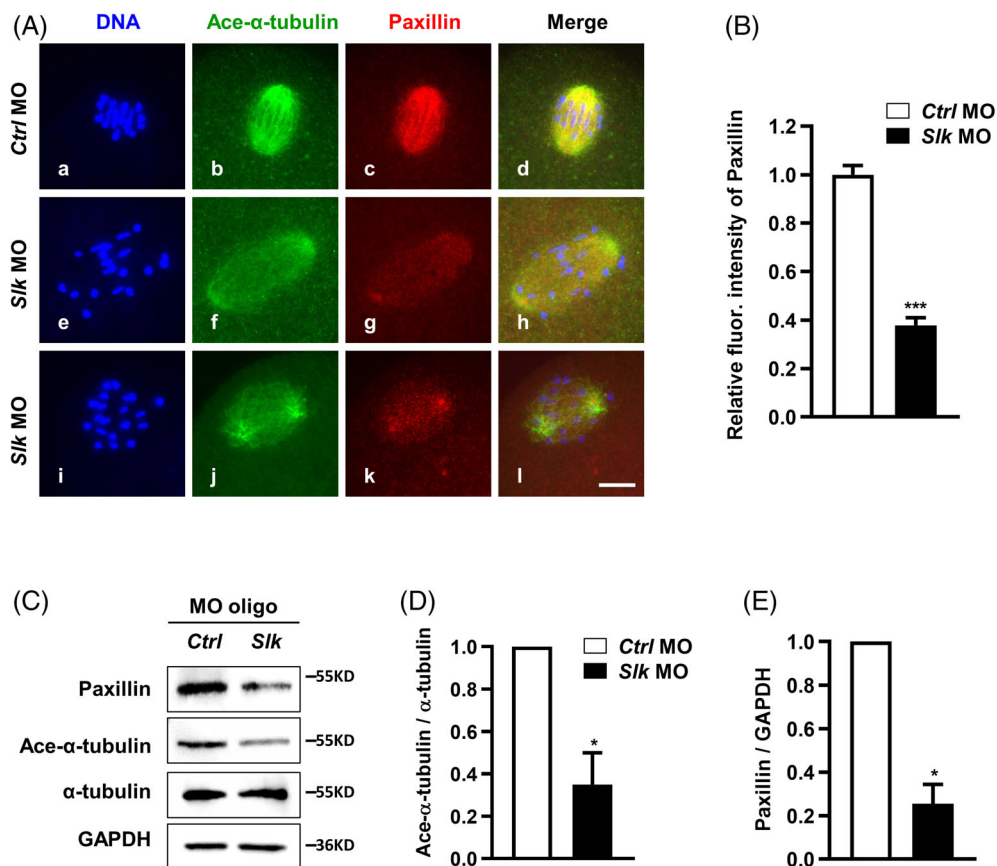 (A)
DNA Ace-α-tubulin Paxillin Merge
Ctrl MO
a b c d
Slk MO
e f g h
Slk MO
i j k l
(B)
Ctrl MO
Slk MO
Relative fluor. intensity of Paxillin
1.2
1.0
0.8
0.6
0.4
0.2
0.0
***
(C)
MO oligo
Ctrl Slk
Paxillin 55KD
Ace-α-tubulin 55KD
α-tubulin 55KD
GAPDH 36KD
(D)
Ace-α-tubulin / α-tubulin
Ctrl MO
Slk MO
1.0
0.8
0.6
0.4
0.2
0.0
*
(E)
Paxillin / GAPDH
1.0
0.8
0.6
0.4
0.2
0.0
*